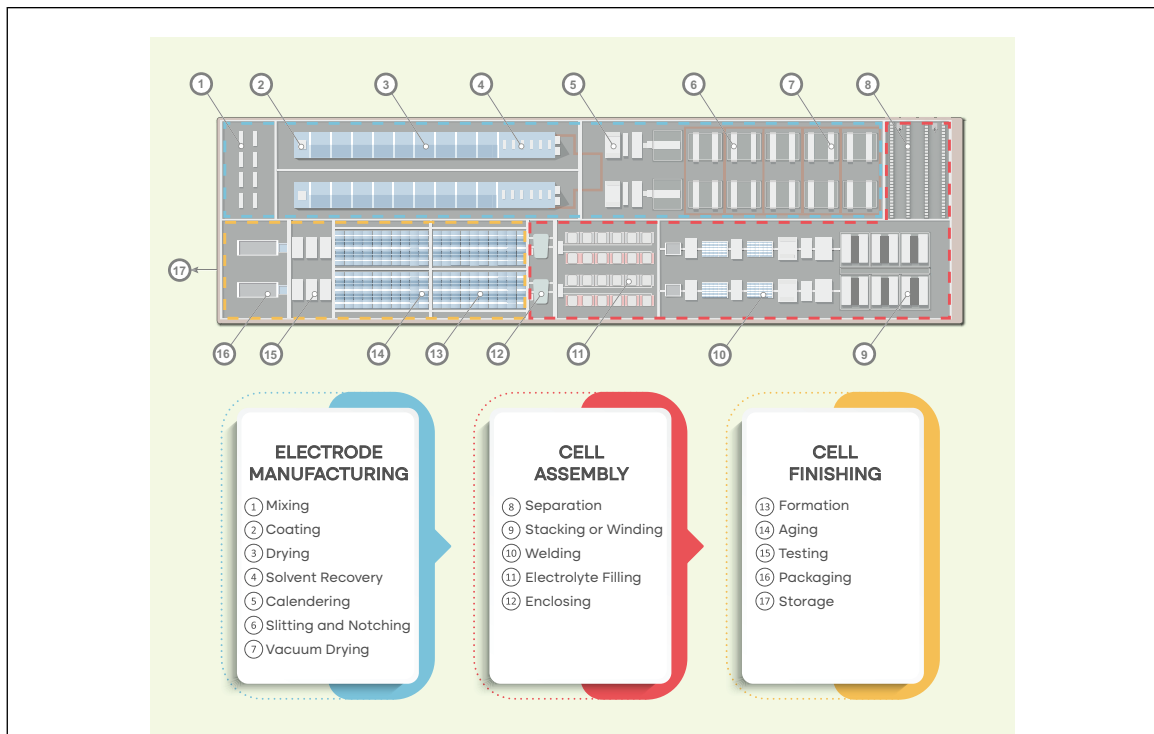 1 2 3 4 5 6 7 8
17
16 15 14 13 12 11 10 9
ELECTRODE
MANUFACTURING
1 Mixing
2 Coating
3 Drying
4 Solvent Recovery
5 Calendering
6 Slitting and Notching
7 Vacuum Drying
CELL
ASSEMBLY
8 Separation
9 Stacking or Winding
10 Welding
11 Electrolyte Filling
12 Enclosing
CELL
FINISHING
13 Formation
14 Aging
15 Testing
16 Packaging
17 Storage